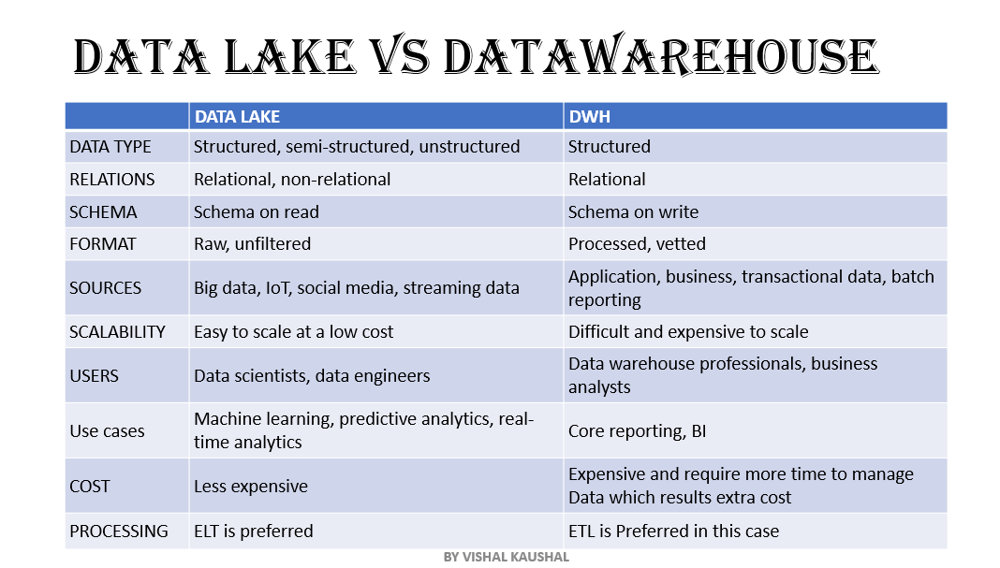 DATA LAKE VS DATAWAREHOUSE
DATA LAKE DWH
DATA TYPE Structured, semi-structured, unstructured Structured
RELATIONS Relational, non-relational Relational
SCHEMA Schema on read Schema on write
FORMAT Raw, unfiltered Processed, vetted
SOURCES Big data, IoT, social media, streaming data Application, business, transactional data, batch
reporting
SCALABILITY Easy to scale at a low cost Difficult and expensive to scale
USERS Data scientists, data engineers Data warehouse professionals, business
analysts
Use cases Machine learning, predictive analytics, real-
time analytics Core reporting, BI
COST Less expensive Expensive and require more time to manage
Data which results extra cost
PROCESSING ELT is preferred ETL is Preferred in this case
BY VISHAL KAUSHAL